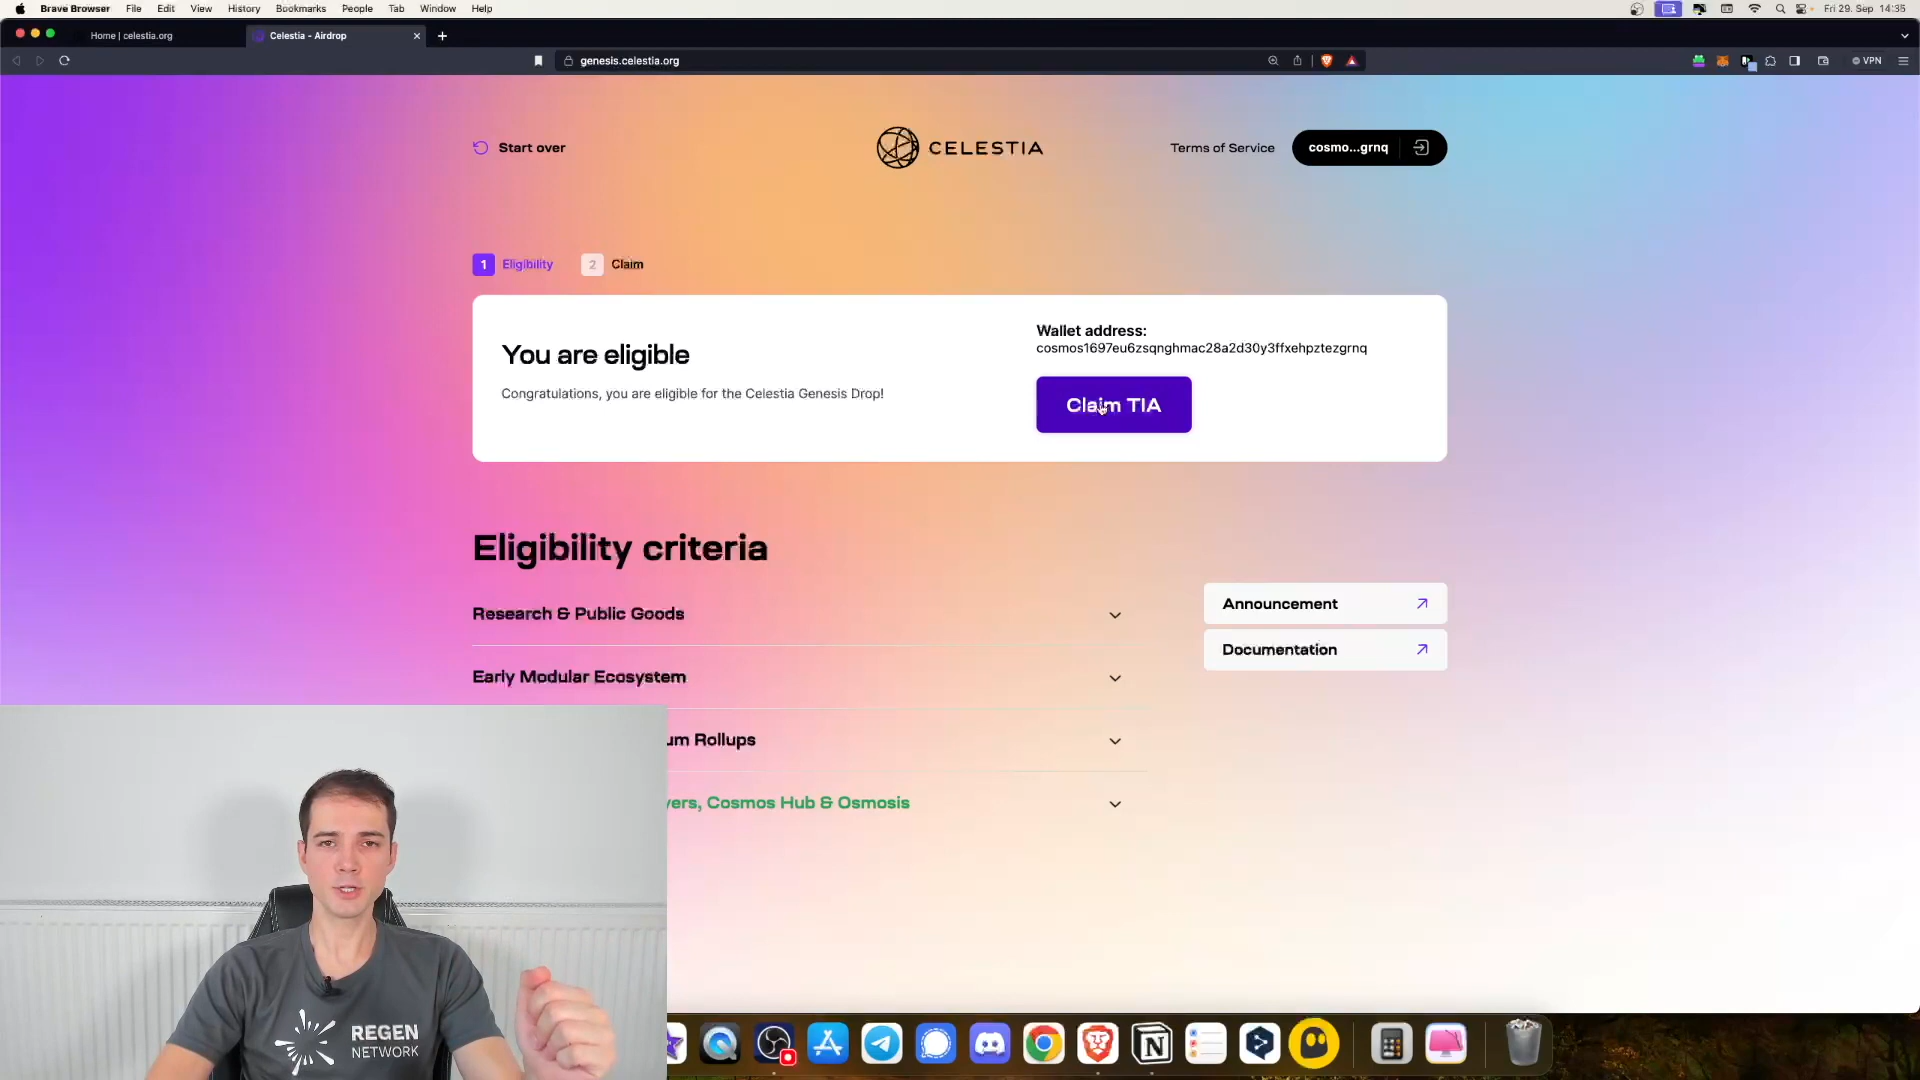 Brave Browser File Edit View History Bookmarks People Tab Window Help Fri 29. Sep 14:35
Home | celestia.org Celestia - Airdrop
genesis.celestia.org VPN
Start over CELESTIA Terms of Service cosmo...grnq
1 Eligibility 2 Claim
You are eligible
Congratulations, you are eligible for the Celestia Genesis Drop!
Wallet address:
cosmos1697eu6zsqnghmac28a2d30y3ffxehpztezgrnq
Claim TIA
Eligibility criteria
Research & Public Goods
Early Modular Ecosystem
um Rollups
vers, Cosmos Hub & Osmosis
Announcement
Documentation
REGEN
NETWORK